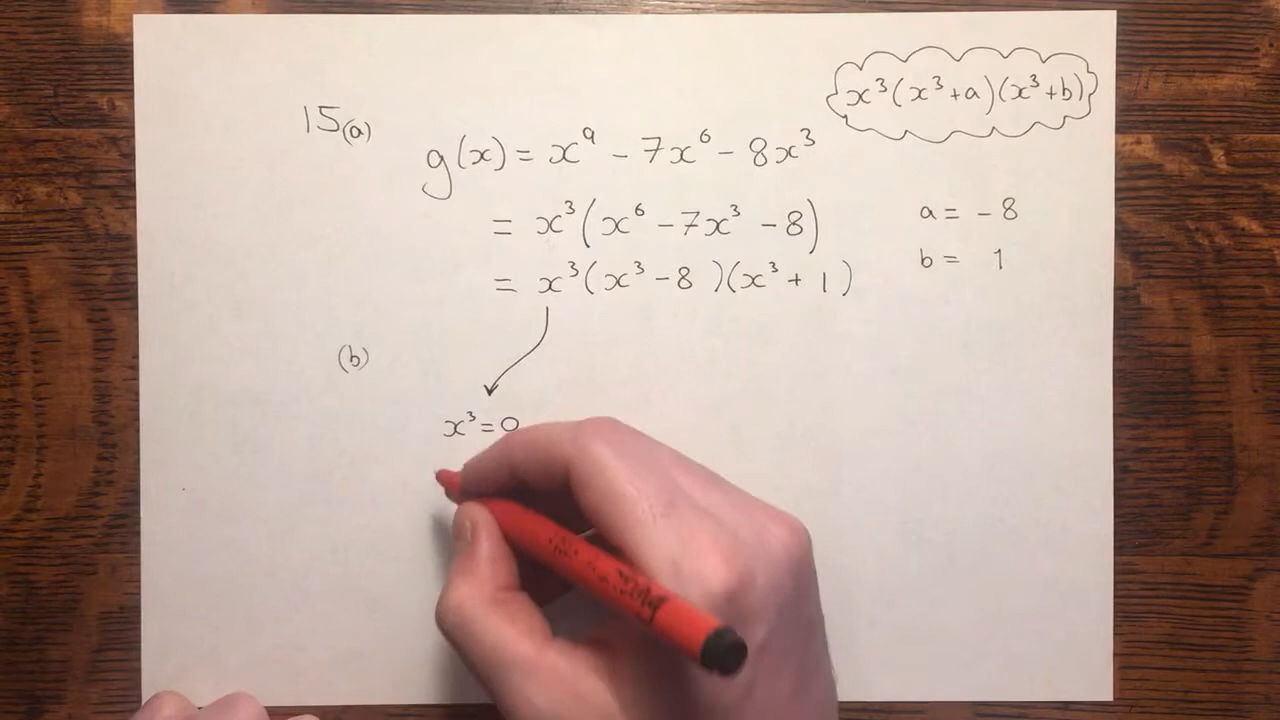 x³(x³+a)(x³+b)
15(a)
g(x) = x⁹ - 7x⁶ - 8x³
= x³(x⁶ - 7x³ - 8)
a = - 8
= x³(x³ - 8)(x³ + 1)
b = 1
(b)
x³ = 0